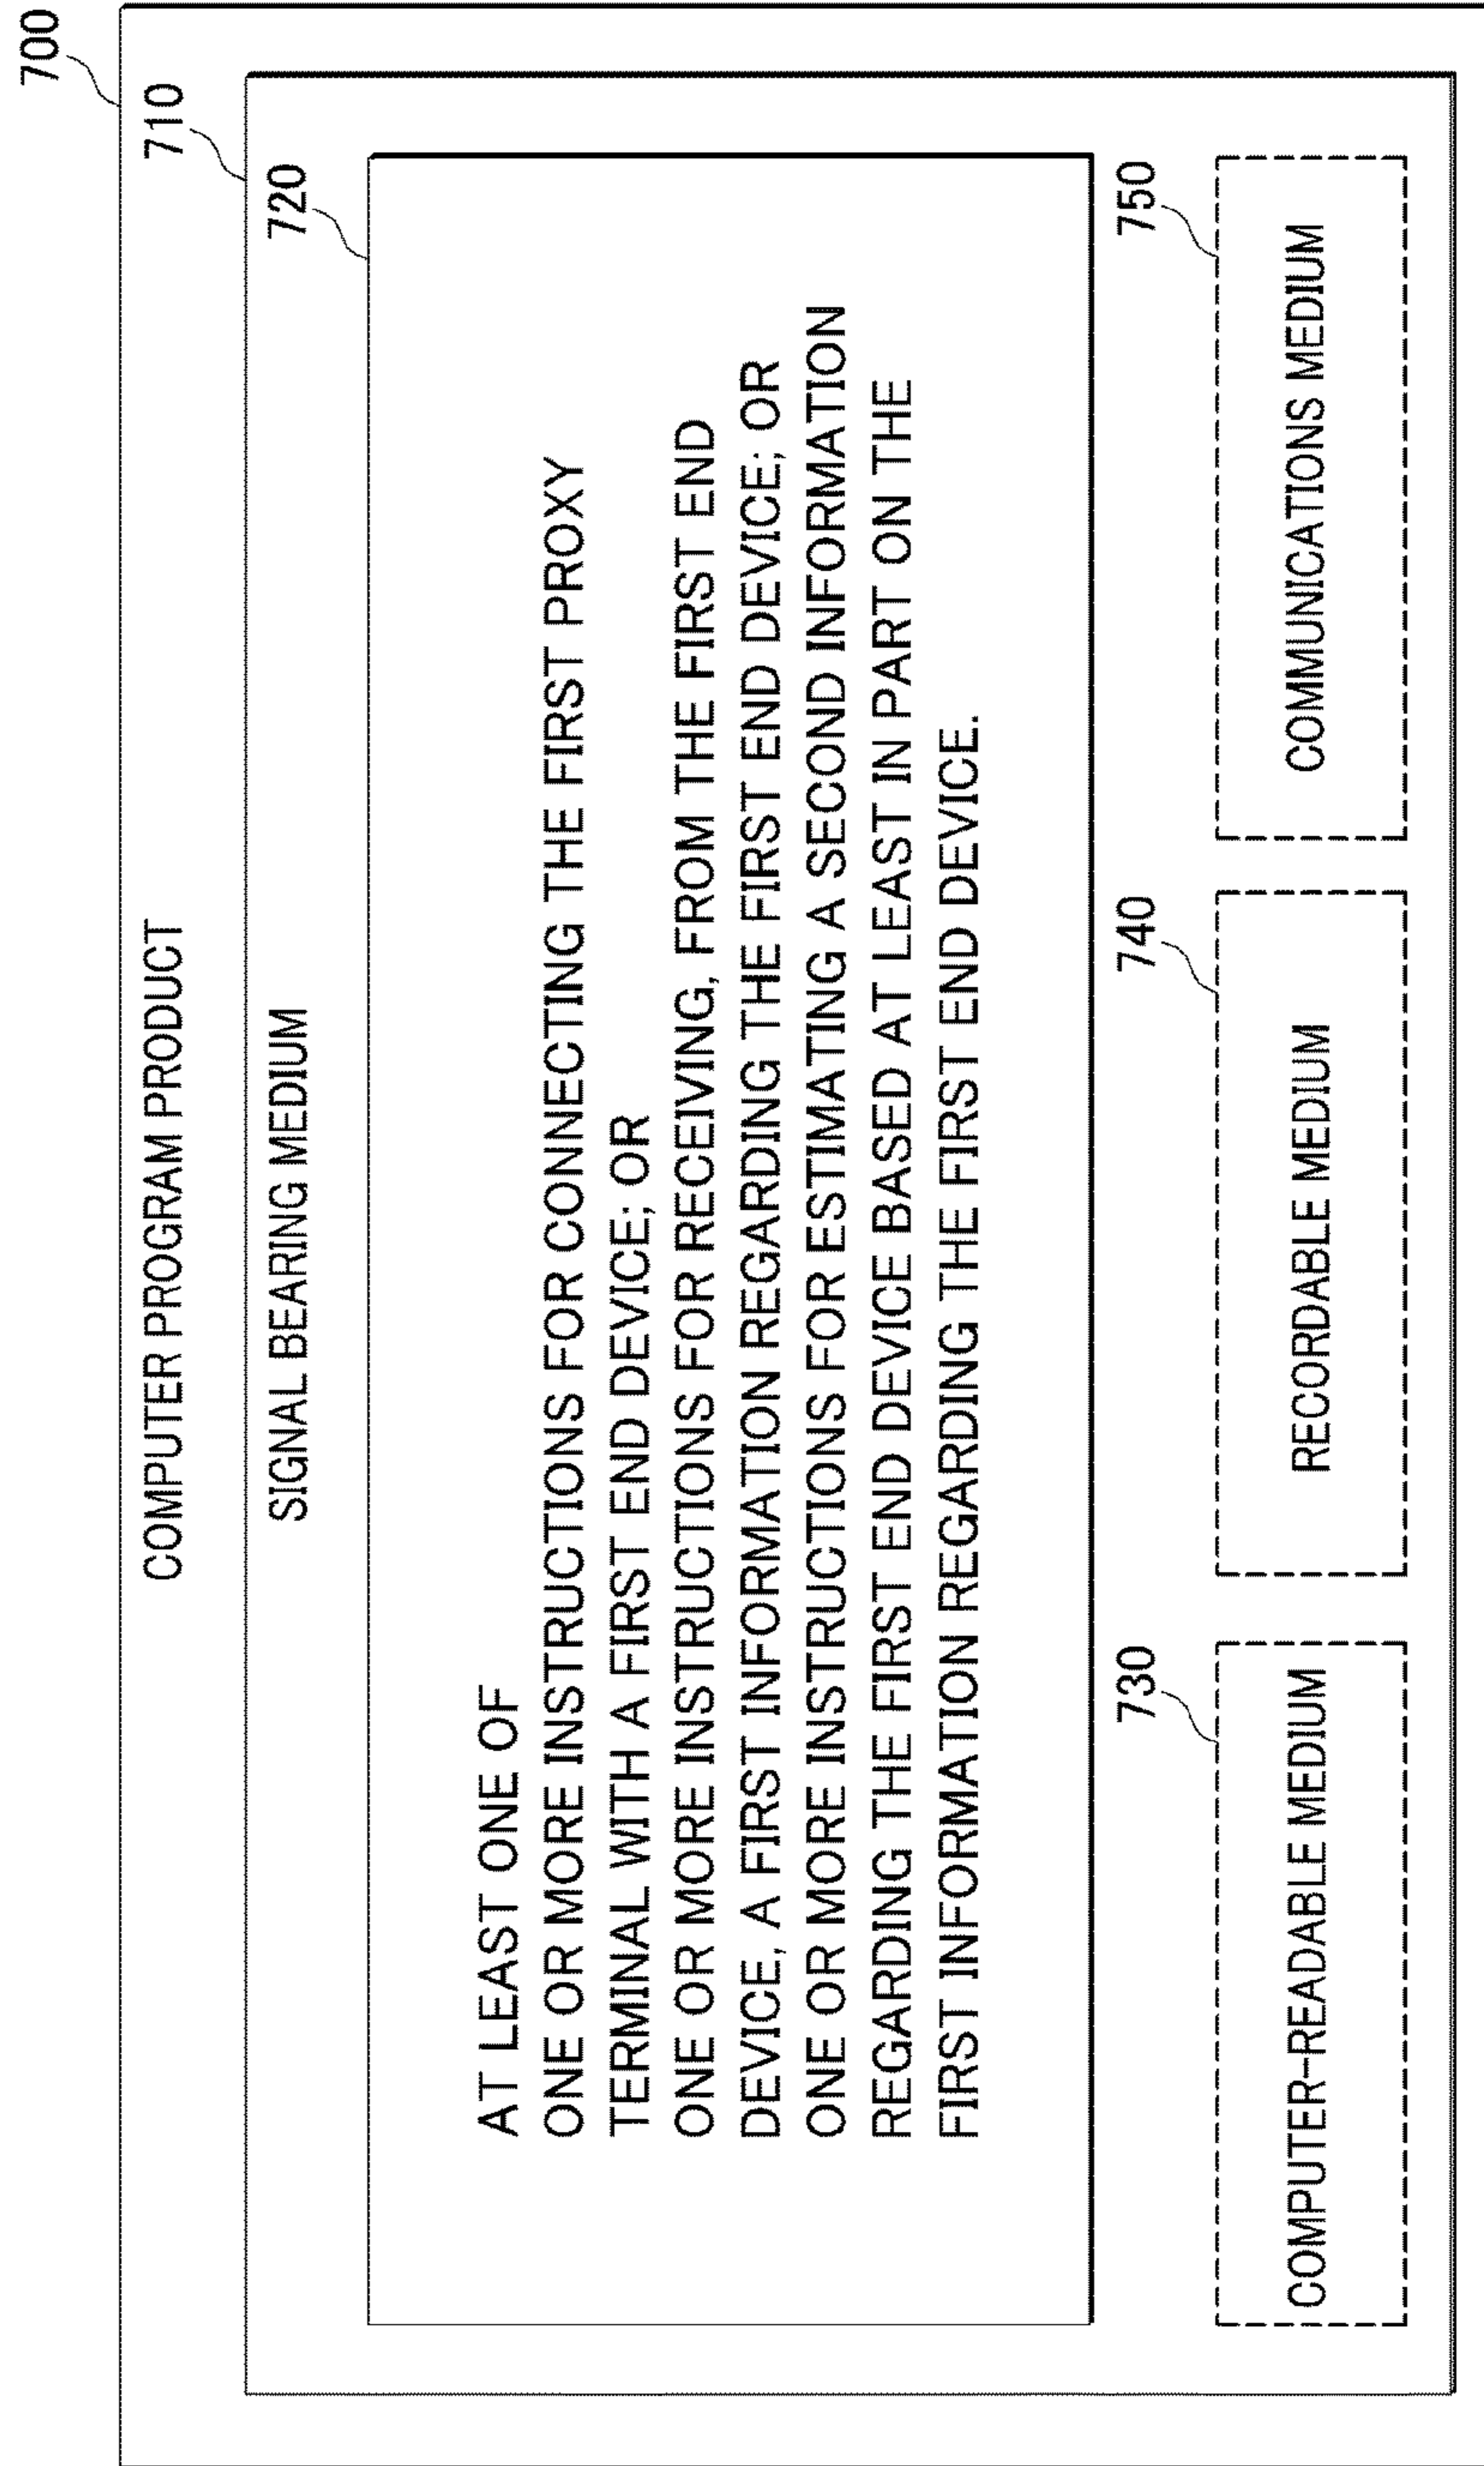 700
COMPUTER PROGRAM PRODUCT
710
SIGNAL BEARING MEDIUM
720
AT LEAST ONE OF
ONE OR MORE INSTRUCTIONS FOR CONNECTING THE FIRST PROXY
TERMINAL WITH A FIRST END DEVICE; OR
ONE OR MORE INSTRUCTIONS FOR RECEIVING, FROM THE FIRST END
DEVICE, A FIRST INFORMATION REGARDING THE FIRST END DEVICE; OR
ONE OR MORE INSTRUCTIONS FOR ESTIMATING A SECOND INFORMATION
REGARDING THE FIRST END DEVICE BASED AT LEAST IN PART ON THE
FIRST INFORMATION REGARDING THE FIRST END DEVICE.
730
COMPUTER-READABLE MEDIUM
740
RECORDABLE MEDIUM
750
COMMUNICATIONS MEDIUM